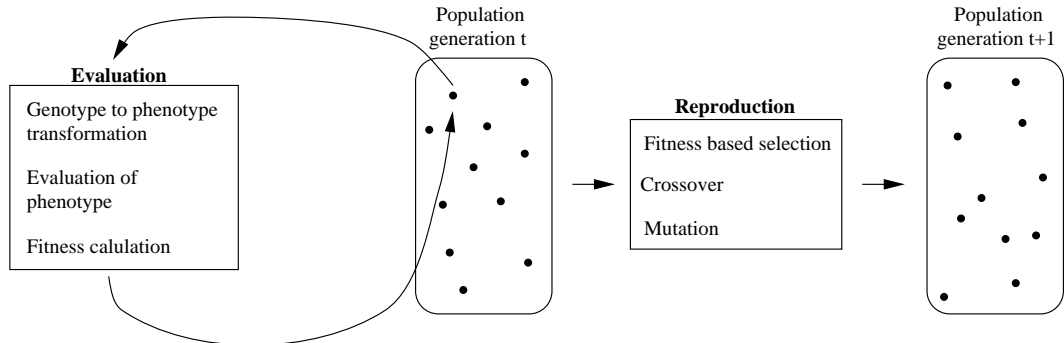 Population
generation t
Population
generation t+1
Evaluation
Genotype to phenotype
transformation
Evaluation of
phenotype
Fitness calulation
Reproduction
Fitness based selection
Crossover
Mutation